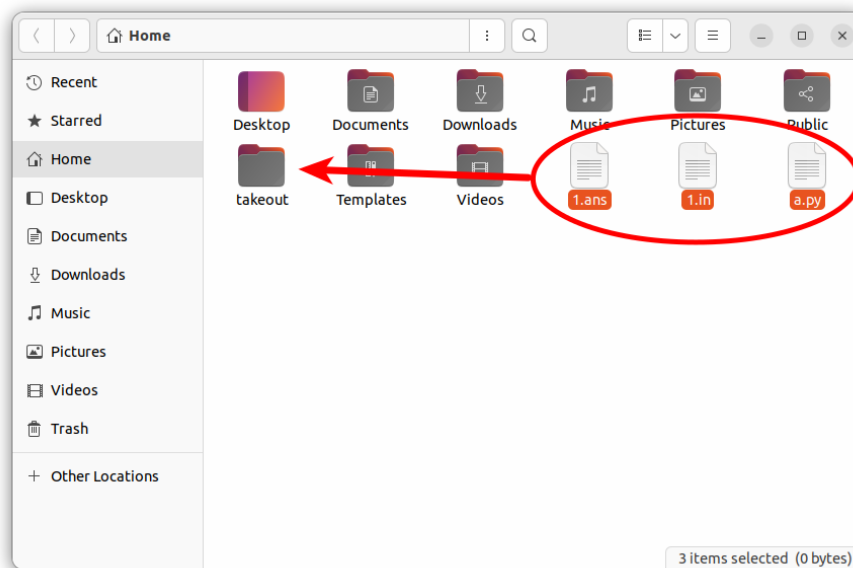 Home
Recent
Starred
Home
Desktop
Documents
Downloads
Music
Pictures
Videos
Trash
+ Other Locations
Desktop Documents Downloads Music Pictures Public
takeout Templates Videos 1.ans 1.in a.py
3 items selected (0 bytes)